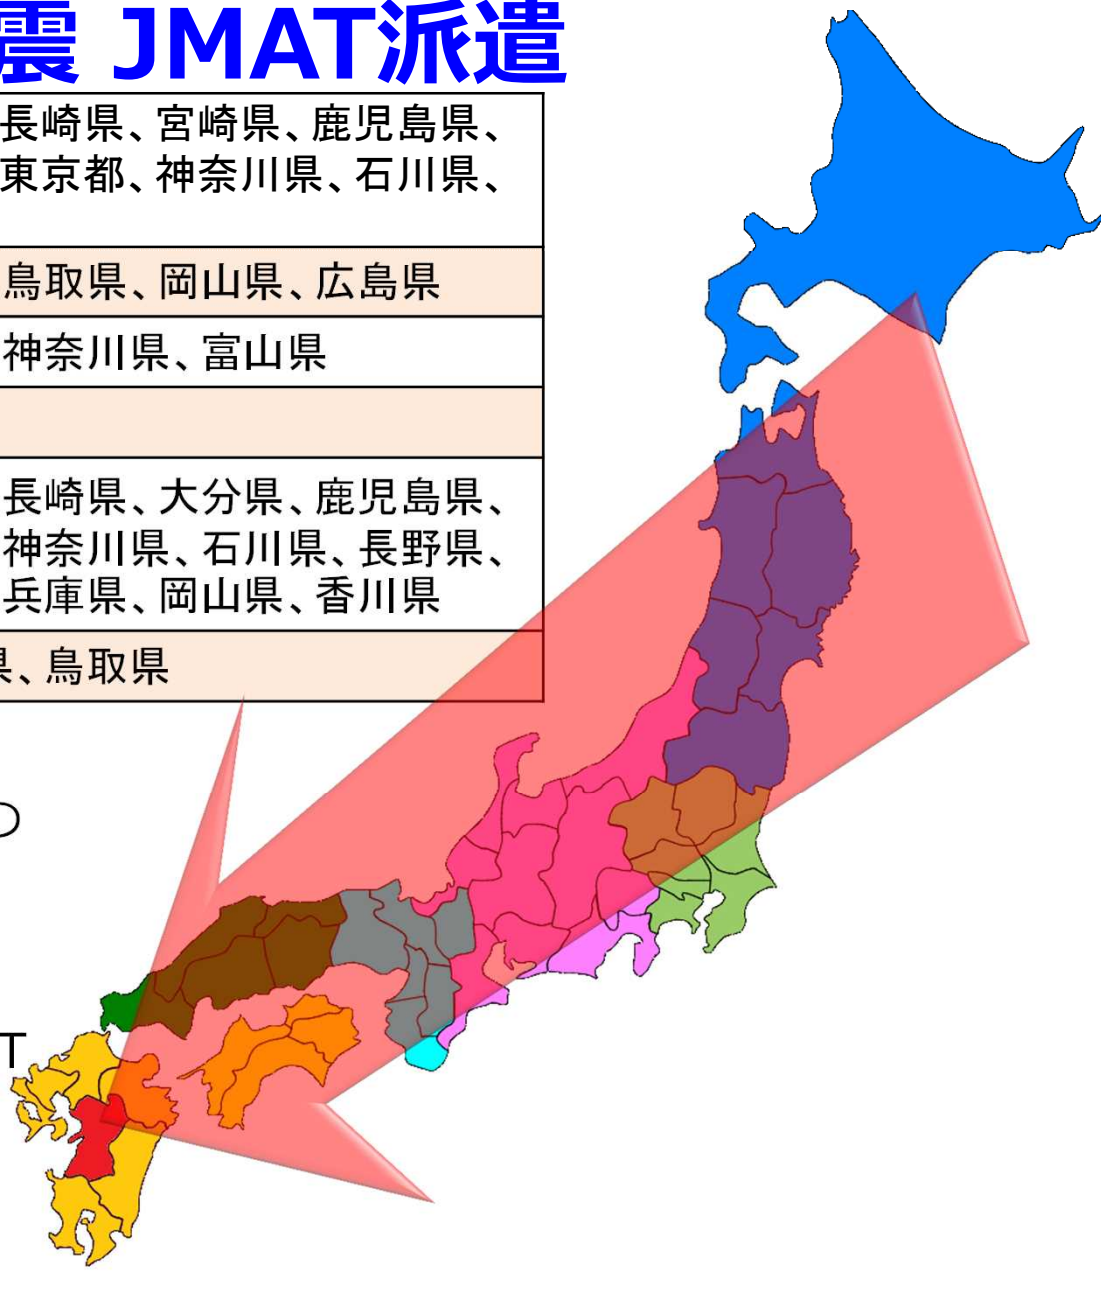 震 JMAT派遣
長崎県、宮崎県、鹿児島県、
東京都、神奈川県、石川県、
鳥取県、岡山県、広島県
神奈川県、富山県
長崎県、大分県、鹿児島県、
神奈川県、石川県、長野県、
兵庫県、岡山県、香川県
県、鳥取県
つ
T